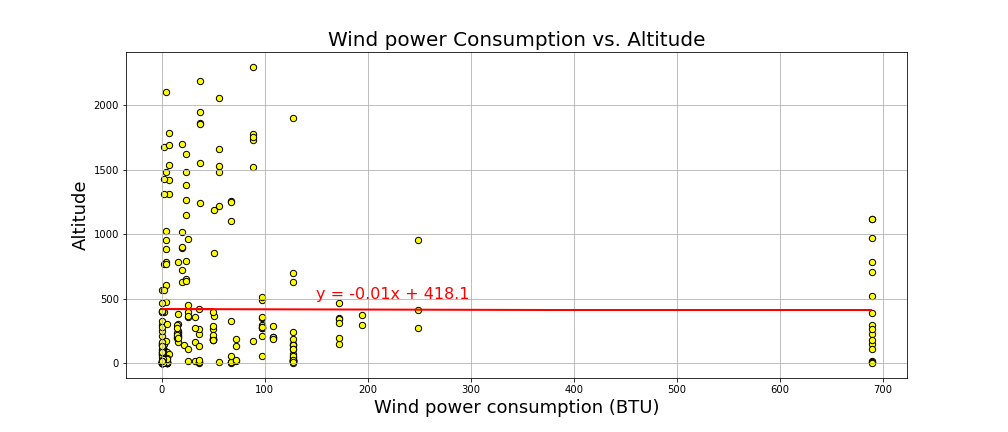 Wind power Consumption vs. Altitude
Altitude
2000
1500
1000
500
0
y = -0.01x + 418.1
0 100 200 300 400 500 600 700
Wind power consumption (BTU)